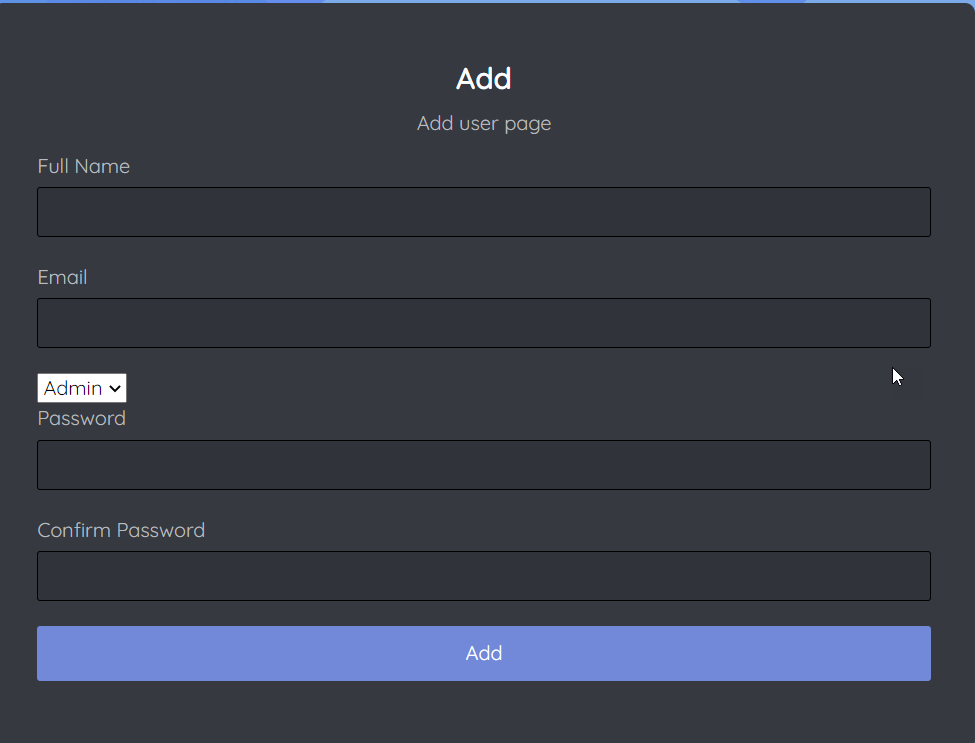 Add
Add user page
Full Name
Email
Admin
Password
Confirm Password
Add